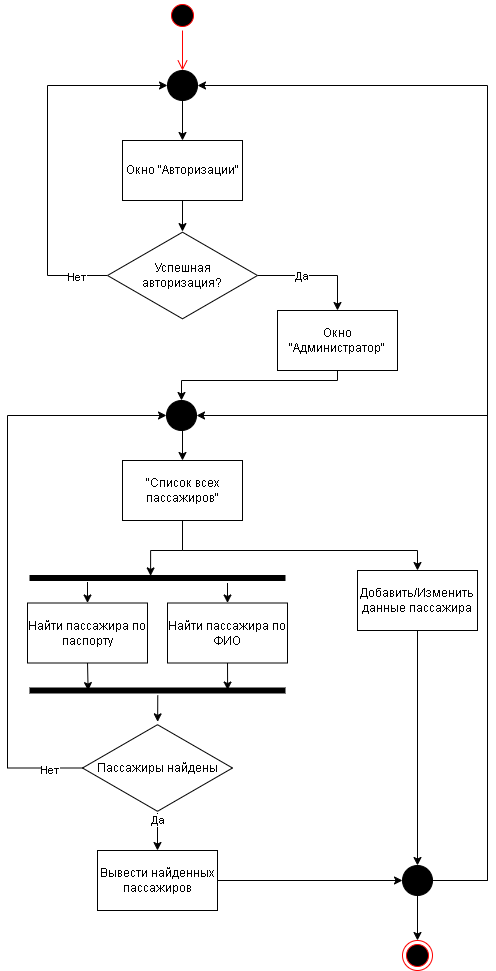 Окно "Авторизации"
Успешная
авторизация?
Нет
Да
Окно
"Администратор"
"Список всех
пассажиров"
Найти пассажира по
паспорту
Найти пассажира по
ФИО
Добавить/Изменить
данные пассажира
Пассажиры найдены
Нет
Да
Вывести найденных
пассажиров